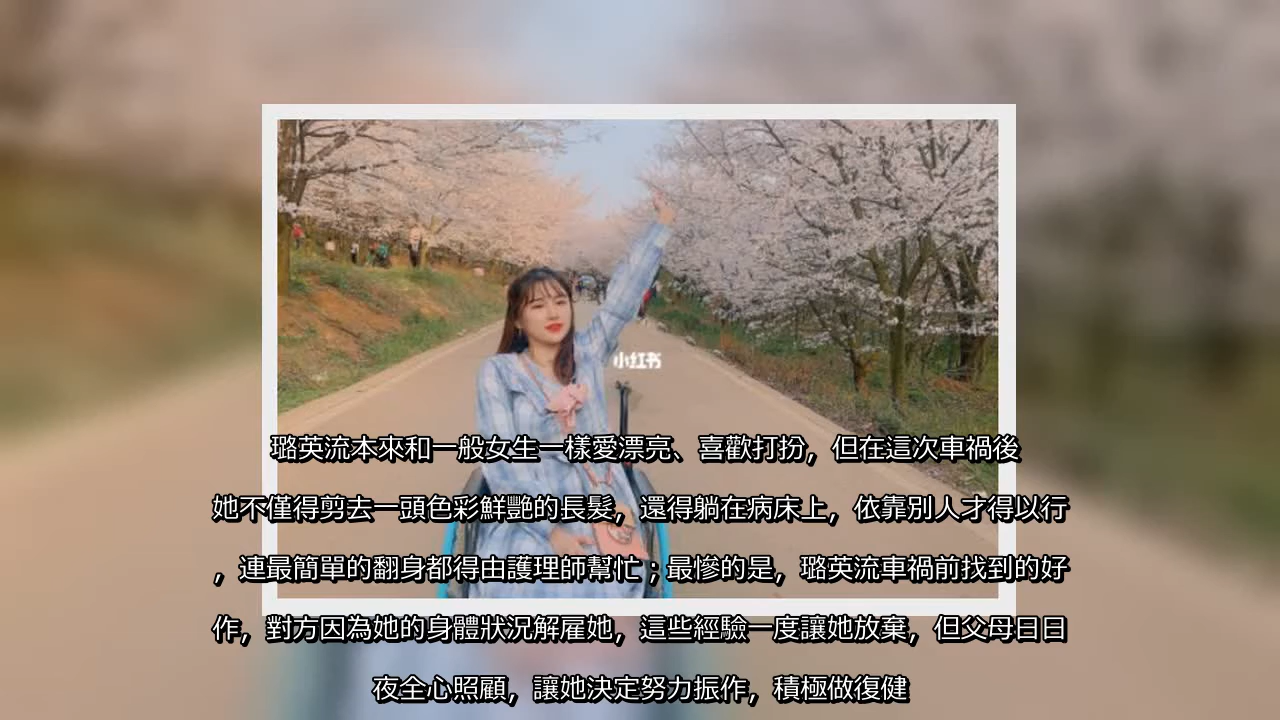 小红书
璐英流本來和一般女生一樣愛漂亮、喜歡打扮，但在這次車禍後
她不僅得剪去一頭色彩鮮艷的長髮，還得躺在病床上，依靠別人才得以行
，連最簡單的翻身都得由護理師幫忙；最慘的是，璐英流車禍前找到的好
作，對方因為她的身體狀況解雇她，這些經驗一度讓她放棄，但父母日日
夜全心照顧，讓她決定努力振作，積極做復健